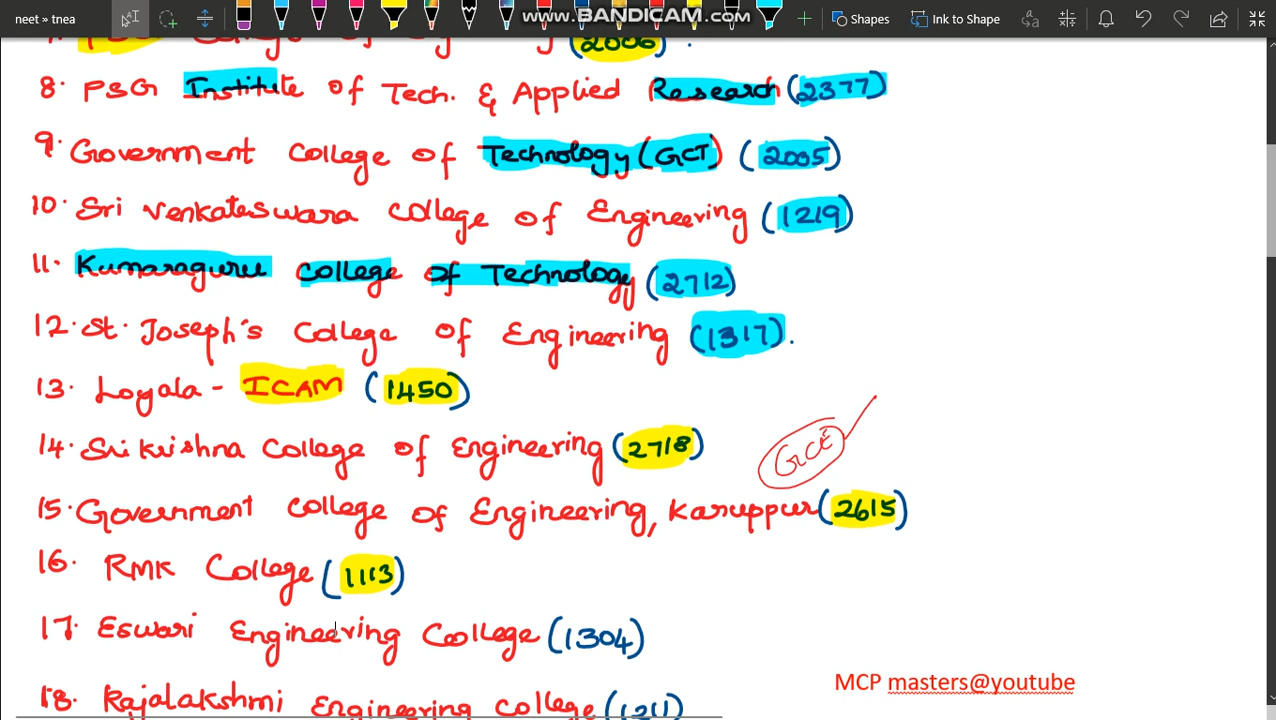 neet » tnea
www.BANDICAM.com
Shapes
Ink to Shape
(2006)
8. PSG Institute of Tech. & Applied Research (2377)
9. Government College of Technology (GCT) (2005)
10. Sri Venkateswara College of Engineering (1219)
11. Kumaraguru College of Technology (2712)
12. St. Joseph's College of Engineering (1317).
13. Loyala - ICAM (1450)
14. Sri Krishna College of Engineering (2718)
GCE
15. Government College of Engineering, Karuppur (2615)
16. RMK College (1113)
17. Eswari Engineering College (1304)
18. Rajalakshmi Engineering College (1211)
MCP masters@youtube